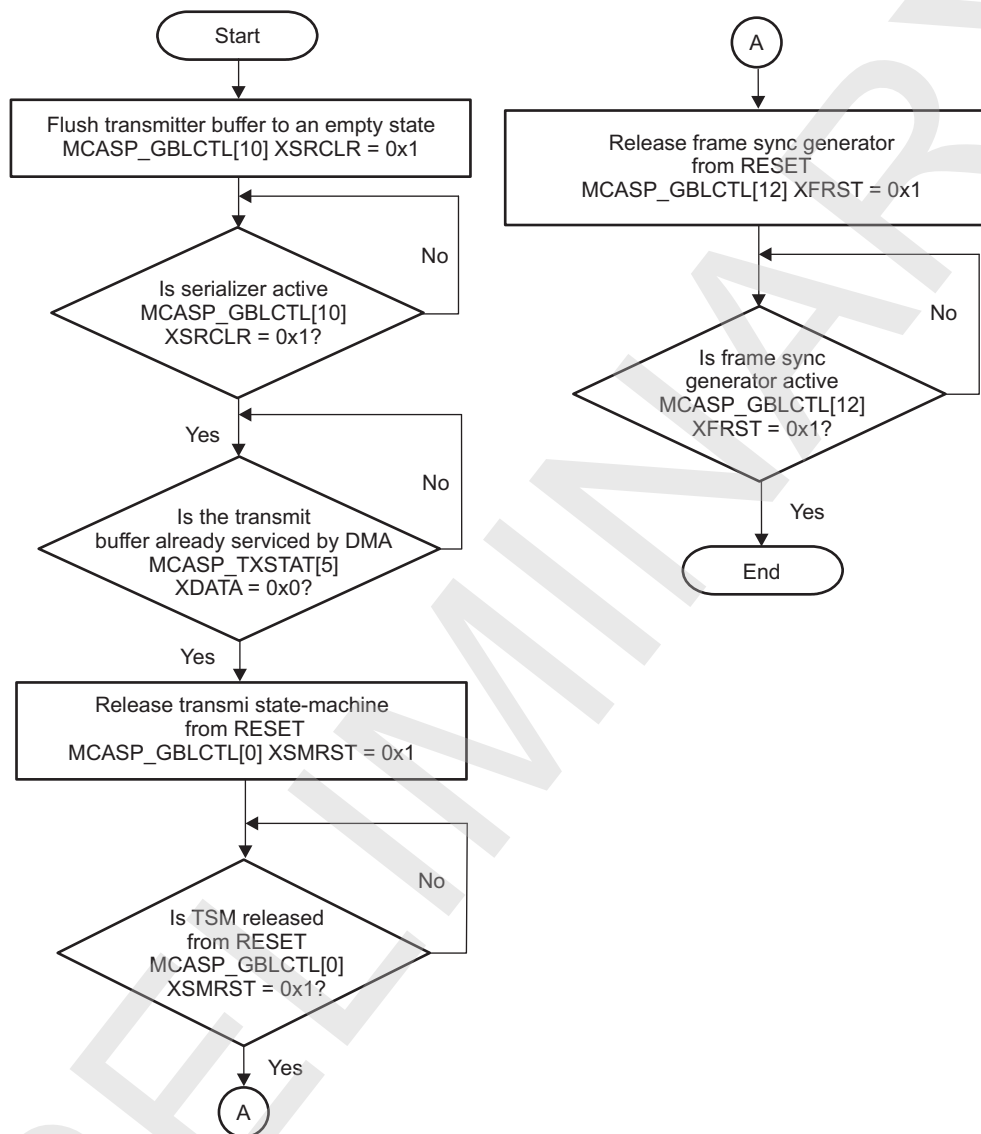 Start
Flush transmitter buffer to an empty state
MCASP_GBLCTL[10] XSRCLR = 0x1
No
Is serializer active
MCASP_GBLCTL[10]
XSRCLR = 0x1?
Yes
No
Is the transmit
buffer already serviced by DMA
MCASP_TXSTAT[5]
XDATA = 0x0?
Yes
Release transmi state-machine
from RESET
MCASP_GBLCTL[0] XSMRST = 0x1
No
Is TSM released
from RESET
MCASP_GBLCTL[0]
XSMRST = 0x1?
Yes
A
A
Release frame sync generator
from RESET
MCASP_GBLCTL[12] XFRST = 0x1
No
Is frame sync
generator active
MCASP_GBLCTL[12]
XFRST = 0x1?
Yes
End
RELIMINARY